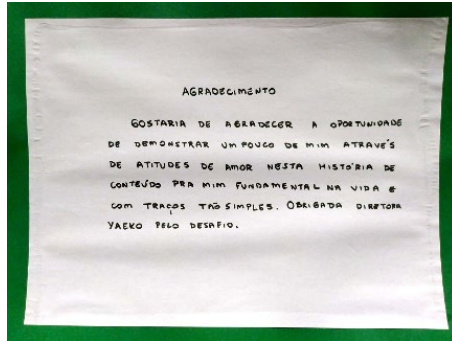 AGRADECIMENTO
GOSTARIA DE AGRADECER A OPORTUNIDADE
DE DEMONSTRAR UM POUCO DE MIM ATRAVÉS
DE ATITUDES DE AMOR NESTA HISTÓRIA DE
CONTEÚDO PRA MIM FUNDAMENTAL NA VIDA E
COM TRAÇOS TÃO SIMPLES. OBRIGADA DIRETORA
YAEKO PELO DESAFIO.